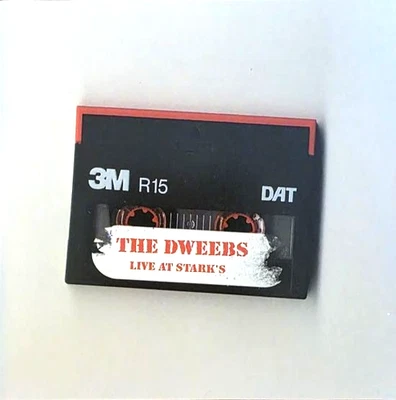 3M R15 DAT
THE DWEEBS
LIVE AT STARK'S